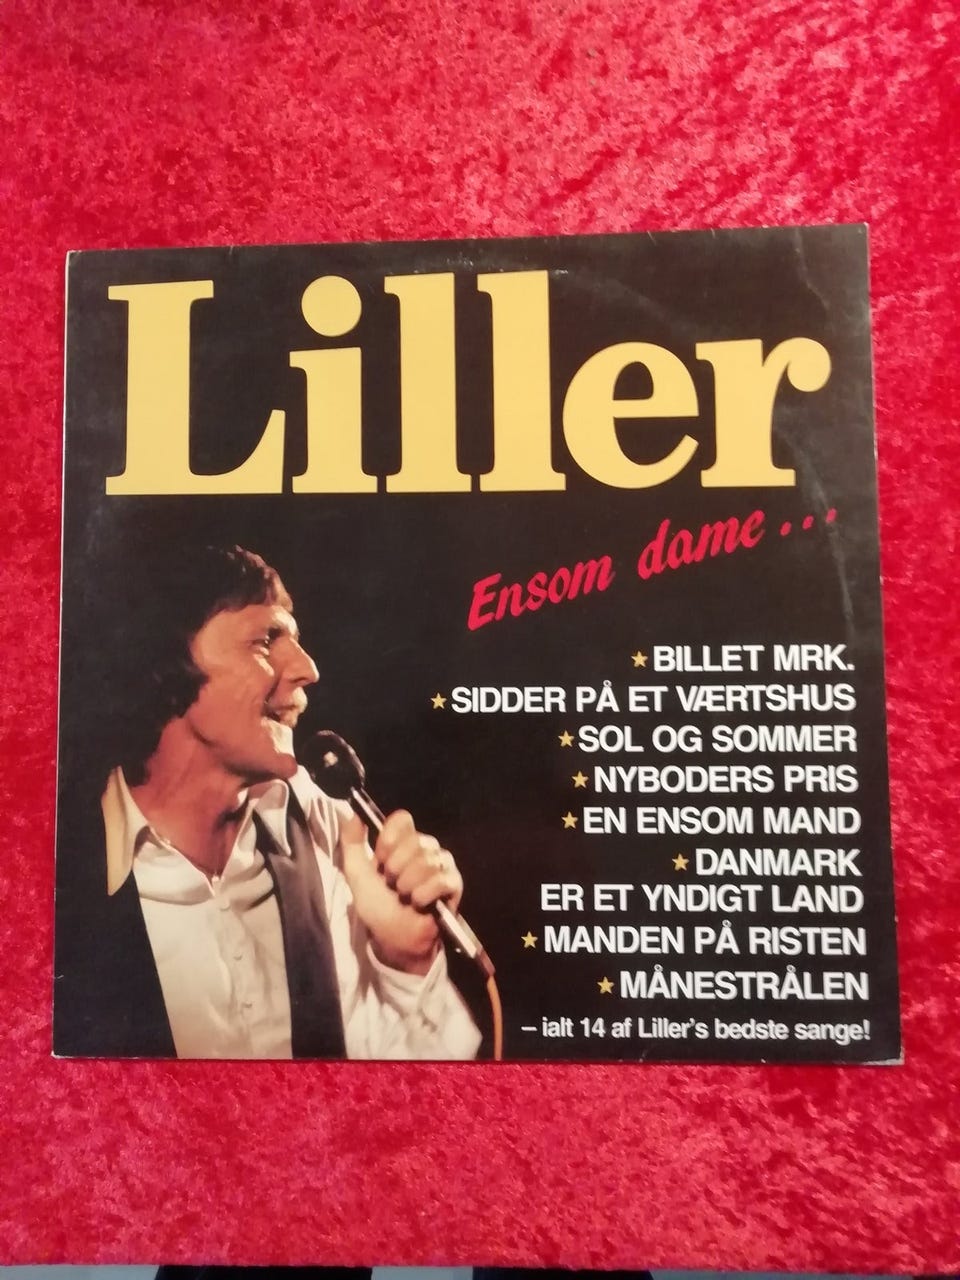 Liller
Ensom dame...
★BILLET MRK.
★SIDDER PÅ ET VÆRTSHUS
★SOL OG SOMMER
★NYBODERS PRIS
★EN ENSOM MAND
★DANMARK
ER ET YNDIGT LAND
★MANDEN PÅ RISTEN
★MÅNESTRÅLEN
– ialt 14 af Liller's bedste sange!